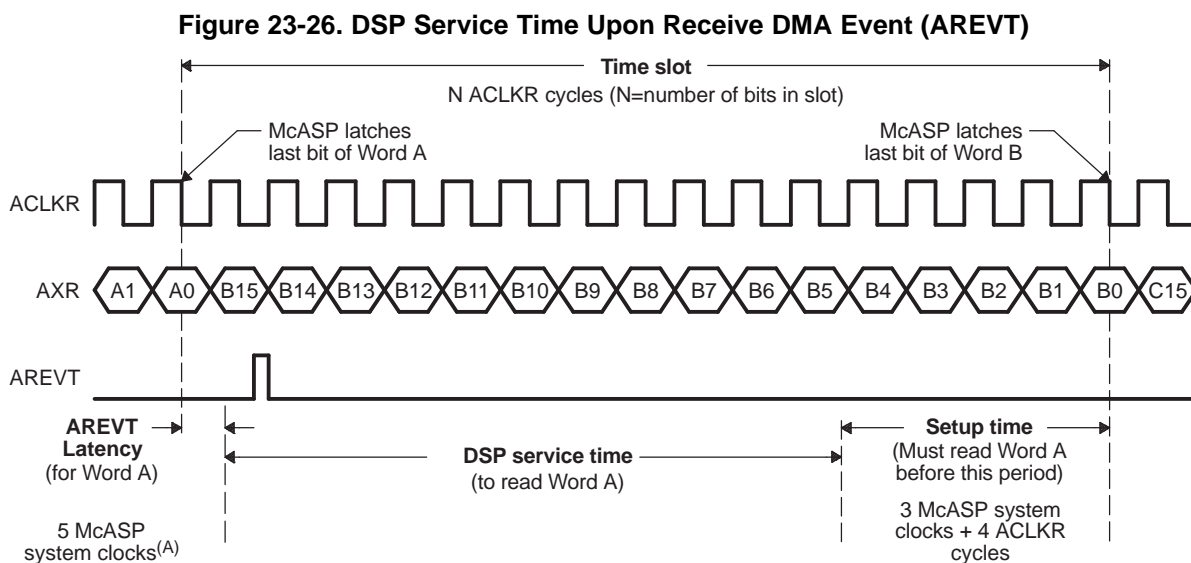 Figure 23-26. DSP Service Time Upon Receive DMA Event (AREVT)
Time slot
N ACLKR cycles (N=number of bits in slot)
McASP latches
last bit of Word A
McASP latches
last bit of Word B
ACLKR
AXR
A1 A0 B15 B14 B13 B12 B11 B10 B9 B8 B7 B6 B5 B4 B3 B2 B1 B0 C15
AREVT
AREVT
Latency
(for Word A)
DSP service time
(to read Word A)
Setup time
(Must read Word A
before this period)
5 McASP
system clocks(A)
3 McASP system
clocks + 4 ACLKR
cycles